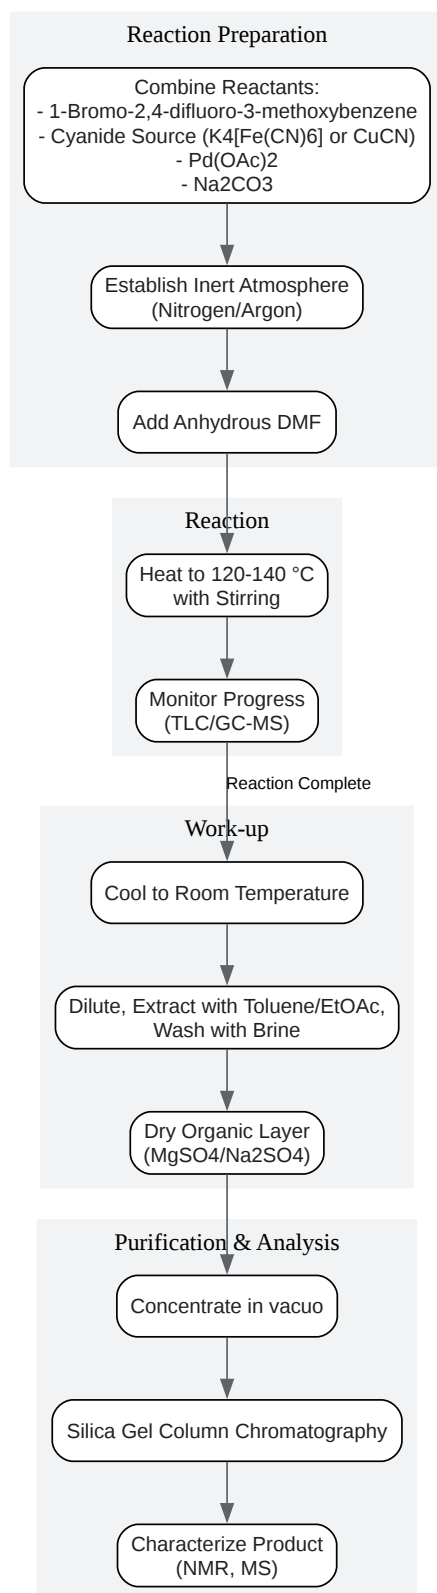 Reaction Preparation
Combine Reactants:
- 1-Bromo-2,4-difluoro-3-methoxybenzene
- Cyanide Source (K4[Fe(CN)6] or CuCN)
- Pd(OAc)2
- Na2CO3
Establish Inert Atmosphere
(Nitrogen/Argon)
Add Anhydrous DMF
Reaction
Heat to 120-140 °C
with Stirring
Monitor Progress
(TLC/GC-MS)
Reaction Complete
Work-up
Cool to Room Temperature
Dilute, Extract with Toluene/EtOAc,
Wash with Brine
Dry Organic Layer
(MgSO4/Na2SO4)
Purification & Analysis
Concentrate in vacuo
Silica Gel Column Chromatography
Characterize Product
(NMR, MS)